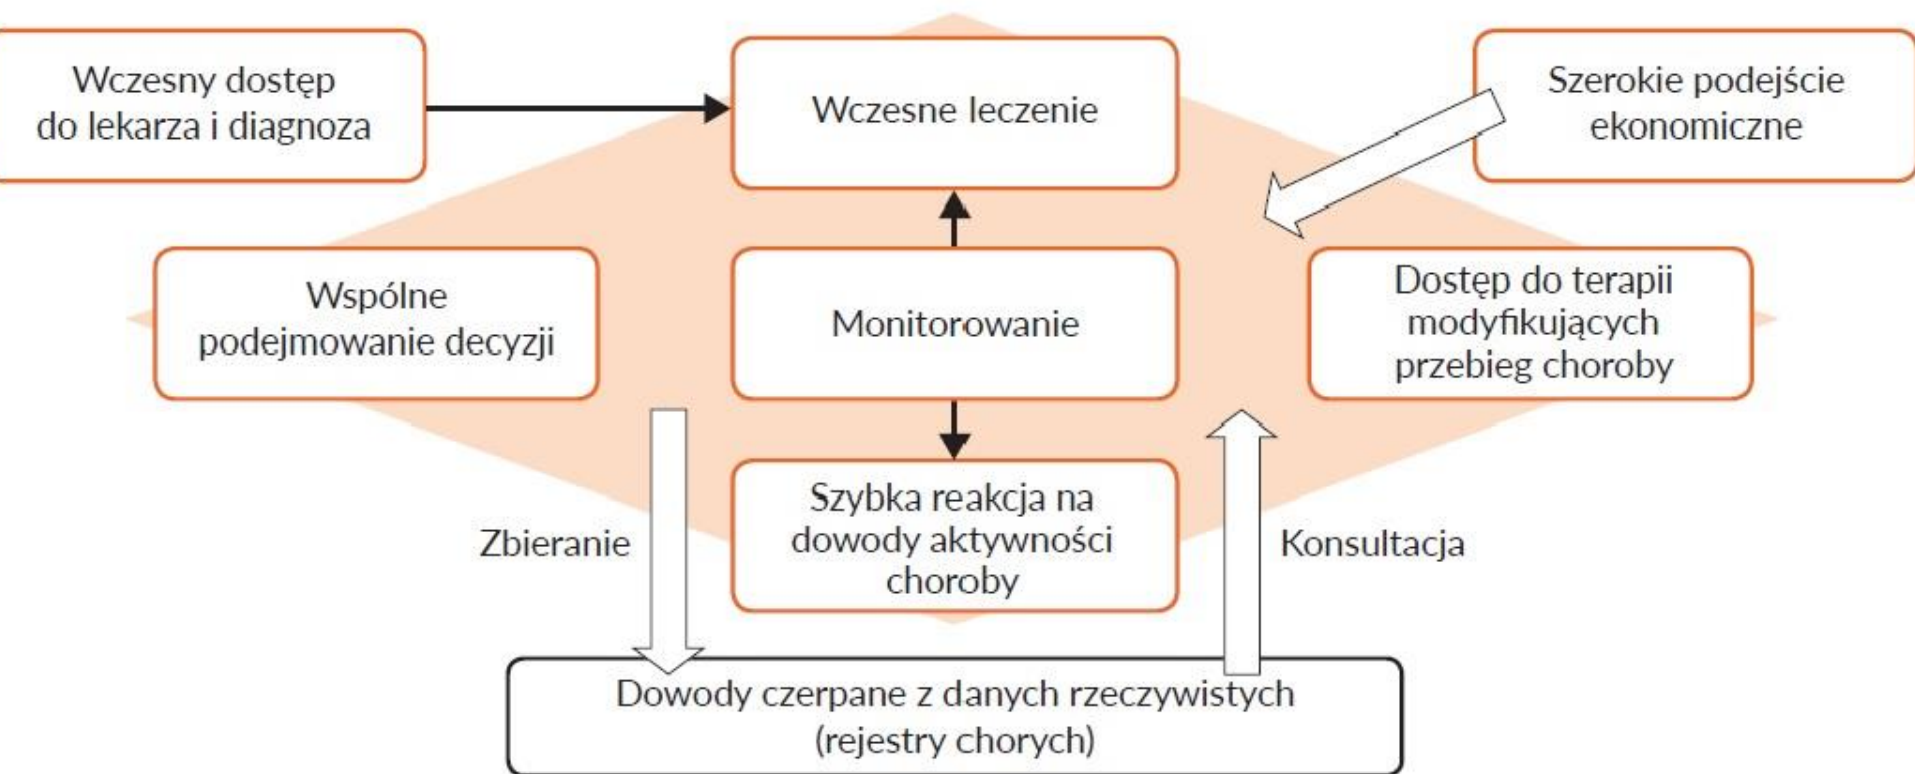 Wczesny dostęp
do lekarza i diagnoza
Wczesne leczenie
Szerokie podejście
ekonomiczne
Wspólne
podejmowanie decyzji
Monitorowanie
Dostęp do terapii
modyfikujących
przebieg choroby
Zbieranie
Szybka reakcja na
dowody aktywności
choroby
Konsultacja
Dowody czerpane z danych rzeczywistych
(rejestry chorych)